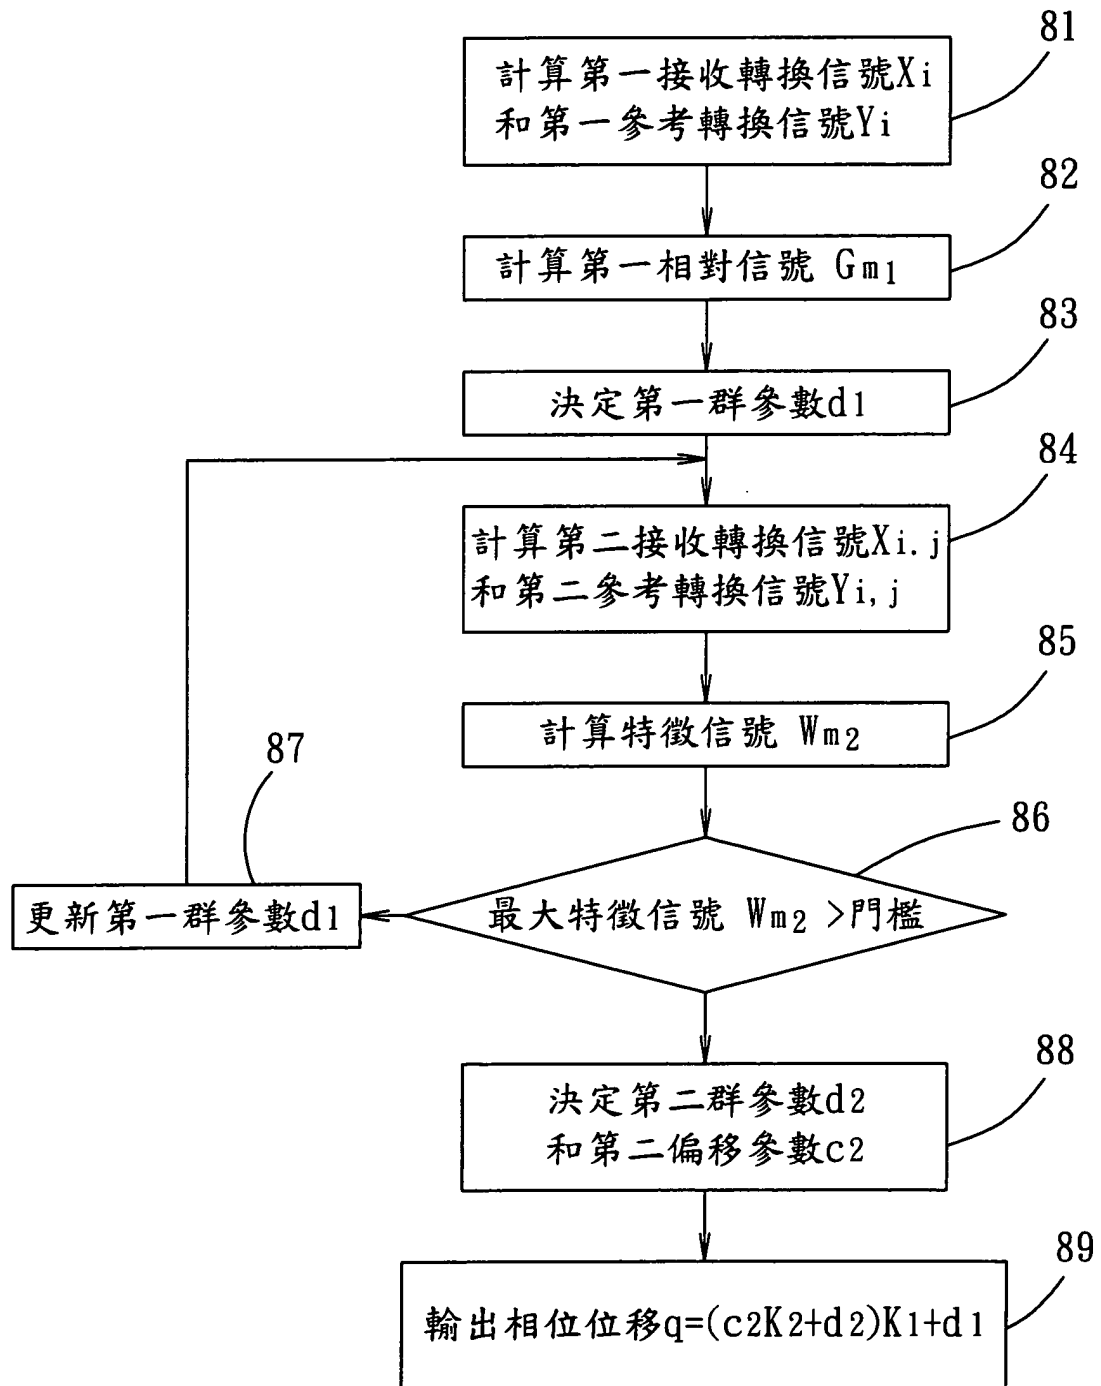 81
計算第一接收轉換信號Xi
和第一參考轉換信號Yi
82
計算第一相對信號 Gm1
83
決定第一群參數d1
84
計算第二接收轉換信號Xi.j
和第二參考轉換信號Yi,j
85
計算特徵信號 Wm2
86
最大特徵信號 Wm2 >門檻
87
更新第一群參數d1
88
決定第二群參數d2
和第二偏移參數c2
89
輸出相位位移q=(c2K2+d2)K1+d1